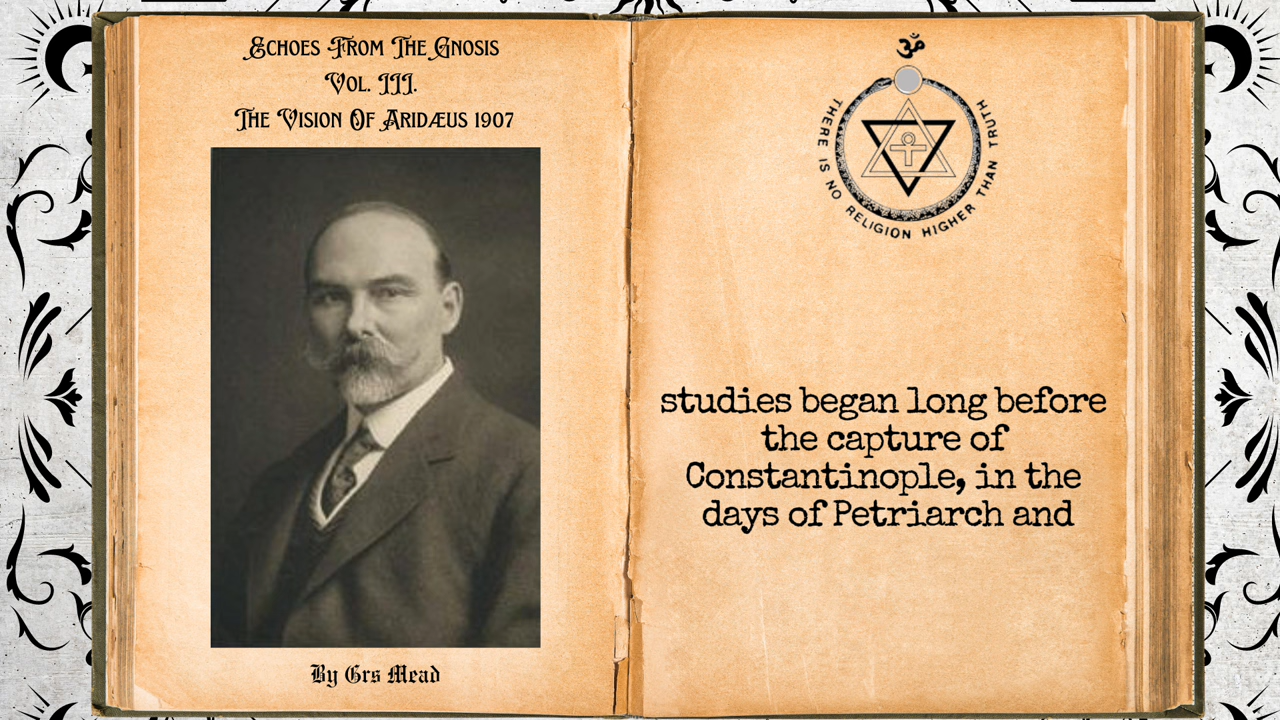 Echoes From The Gnosis
Vol. III.
The Vision Of Aridæus 1907
By Grs Mead
ॐ
THERE IS NO RELIGION HIGHER THAN TRUTH
studies began long before
the capture of
Constantinople, in the
days of Petriarch and